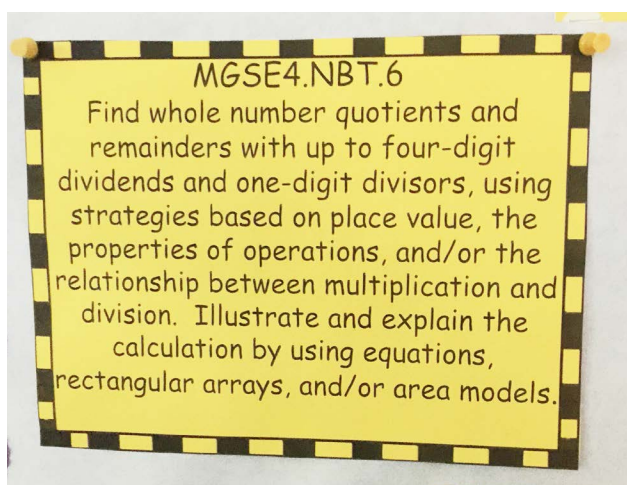 MGSE4.NBT.6
Find whole number quotients and
remainders with up to four-digit
dividends and one-digit divisors, using
strategies based on place value, the
properties of operations, and/or the
relationship between multiplication and
division. Illustrate and explain the
calculation by using equations,
rectangular arrays, and/or area models.